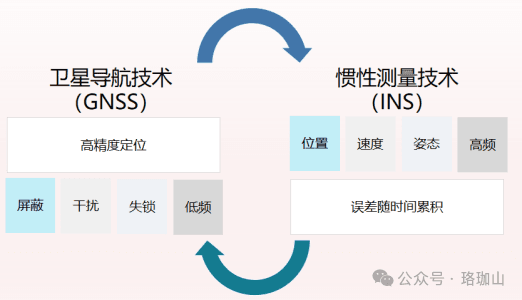 卫星导航技术
（GNSS）
高精度定位
屏蔽 干扰 失锁 低频
惯性测量技术
（INS）
位置 速度 姿态 高频
误差随时间累积
公众号 · 珞珈山